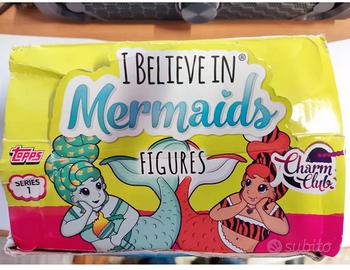 I BELIEVE IN®
Mermaids
FIGURES
TOPPS
SERIES
1
Charm
Club
subito